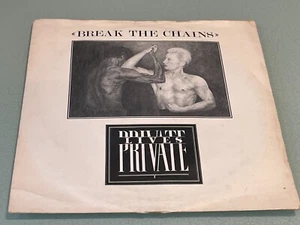 «BREAK THE CHAINS»
PRIVATE
LIVES
PRIVATE